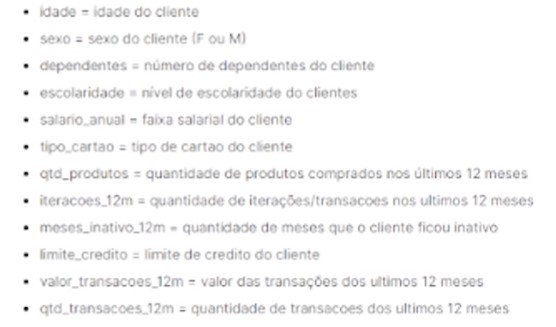 • idade = idade do cliente
• sexo = sexo do cliente (F ou M)
• dependentes = número de dependentes do cliente
• escolaridade = nível de escolaridade do clientes
• salario_anual = faixa salarial do cliente
• tipo_cartao = tipo de cartao do cliente
• qtd_produtos = quantidade de produtos comprados nos últimos 12 meses
• iteracoes_12m = quantidade de iterações/transacoes nos ultimos 12 meses
• meses_inativo_12m = quantidade de meses que o cliente ficou inativo
• limite_credito = limite de credito do cliente
• valor_transacoes_12m = valor das transações dos ultimos 12 meses
• qtd_transacoes_12m = quantidade de transacoes dos ultimos 12 meses